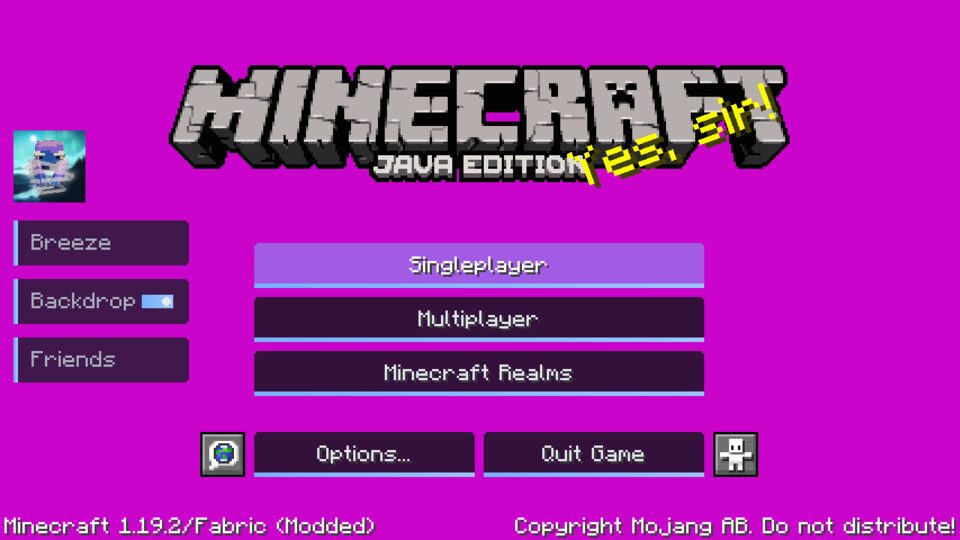 MINECRAFT
JAVA EDITION
Yes, sir!
Breeze
Backdrop
Friends
Singleplayer
Multiplayer
Minecraft Realms
Options...
Quit Game
Minecraft 1.19.2/Fabric (Modded)
Copyright Mojang AB. Do not distribute!